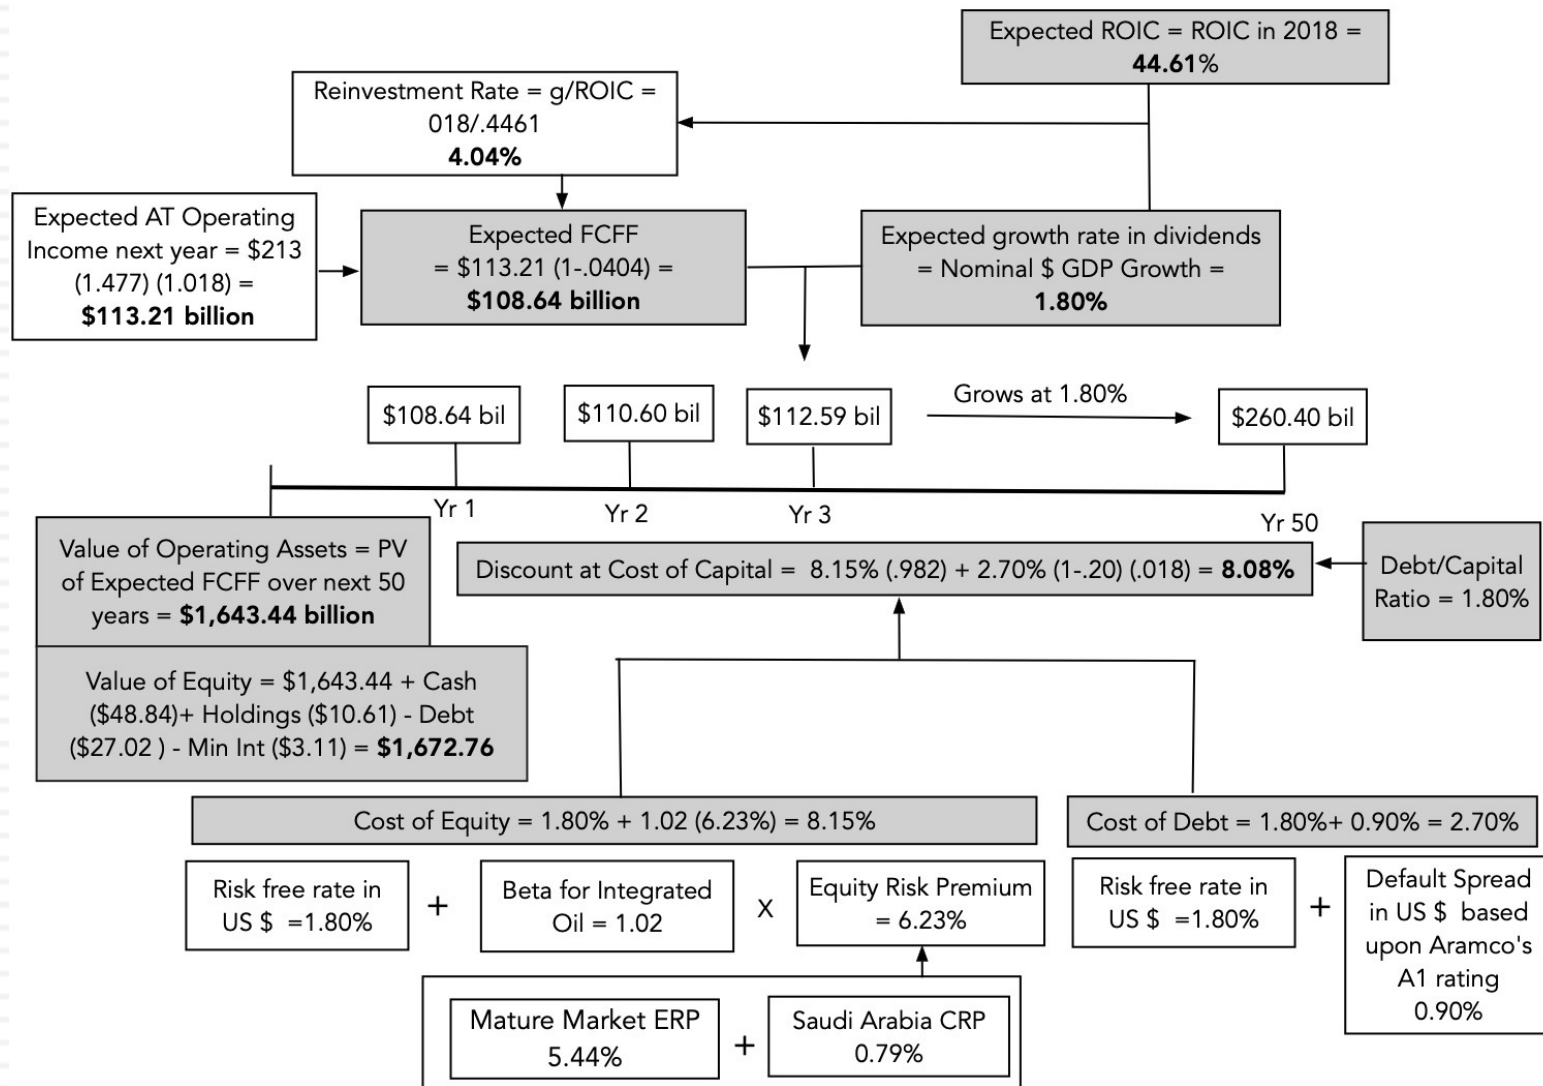 Expected ROIC = ROIC in 2018 =
44.61%
Reinvestment Rate = g/ROIC =
018/.4461
4.04%
Expected AT Operating
Income next year = $213
(1.477) (1.018) =
$113.21 billion
Expected FCFF
= $113.21 (1-.0404) =
$108.64 billion
Expected growth rate in dividends
= Nominal $ GDP Growth =
1.80%
$108.64 bil
$110.60 bil
$112.59 bil
Grows at 1.80%
$260.40 bil
Yr 1
Yr 2
Yr 3
Yr 50
Value of Operating Assets = PV
of Expected FCFF over next 50
years = $1,643.44 billion
Discount at Cost of Capital = 8.15% (.982) + 2.70% (1-.20) (.018) = 8.08%
Debt/Capital
Ratio = 1.80%
Value of Equity = $1,643.44 + Cash
($48.84)+ Holdings ($10.61) - Debt
($27.02 ) - Min Int ($3.11) = $1,672.76
Cost of Equity = 1.80% + 1.02 (6.23%) = 8.15%
Cost of Debt = 1.80%+ 0.90% = 2.70%
Risk free rate in
US $ =1.80%
+
Beta for Integrated
Oil = 1.02
X
Equity Risk Premium
= 6.23%
Risk free rate in
US $ =1.80%
+
Default Spread
in US $ based
upon Aramco's
A1 rating
0.90%
Mature Market ERP
5.44%
+
Saudi Arabia CRP
0.79%